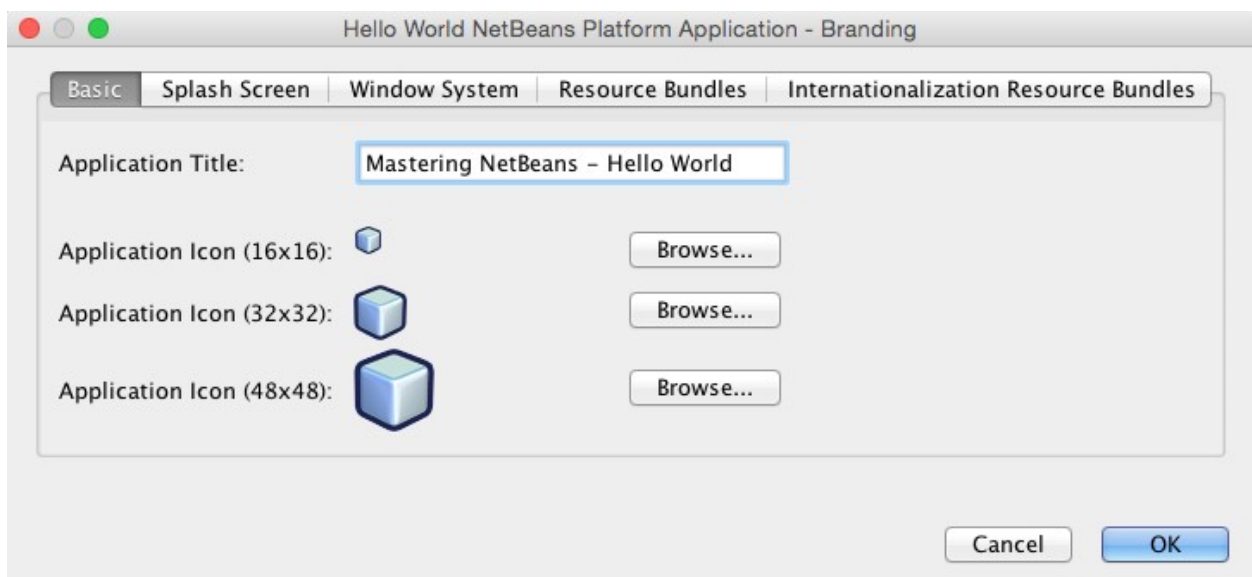 Hello World NetBeans Platform Application - Branding
Basic Splash Screen Window System Resource Bundles Internationalization Resource Bundles
Application Title: Mastering NetBeans – Hello World
Application Icon (16x16): Browse...
Application Icon (32x32): Browse...
Application Icon (48x48): Browse...
Cancel OK